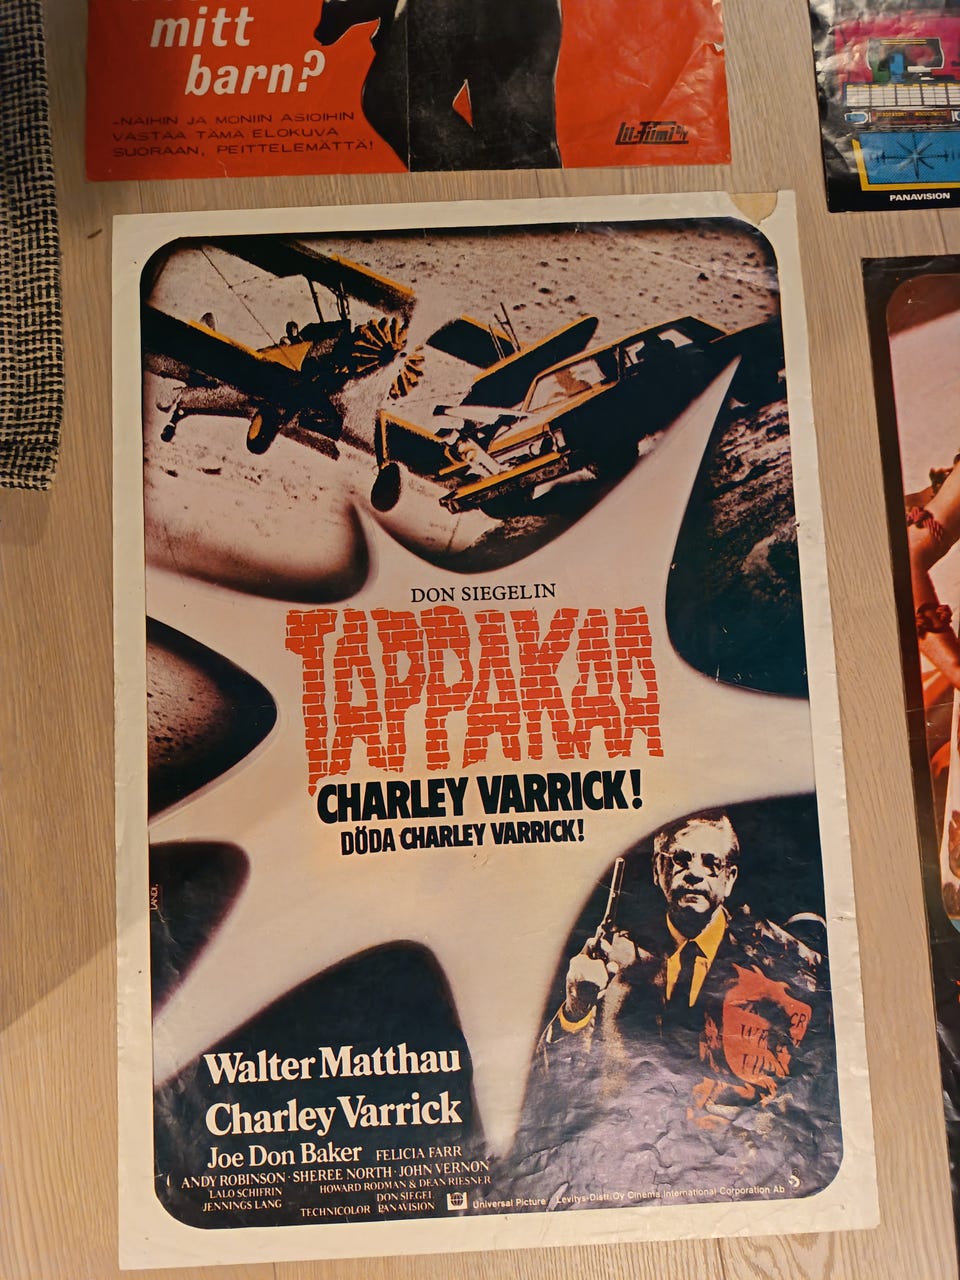 mitt
barn?
-NÄIHIN JA MONIIN ASIOIHIN
VASTAA TÄMÄ ELOKUVA
SUORAAN, PEITTELEMÄTTÄ!
PANAVISION
DON SIEGELIN
TAPPAKAA
CHARLEY VARRICK!
DÖDA CHARLEY VARRICK!
LANDI.
Walter Matthau
Charley Varrick
Joe Don Baker FELICIA FARR
ANDY ROBINSON · SHEREE NORTH · JOHN VERNON
LALO SCHIFRIN HOWARD RODMAN & DEAN RIESNER
JENNINGS LANG DON SIEGEL
TECHNICOLOR PANAVISION
Universal Picture Levitys-Distr. Oy Cinema International Corporation Ab